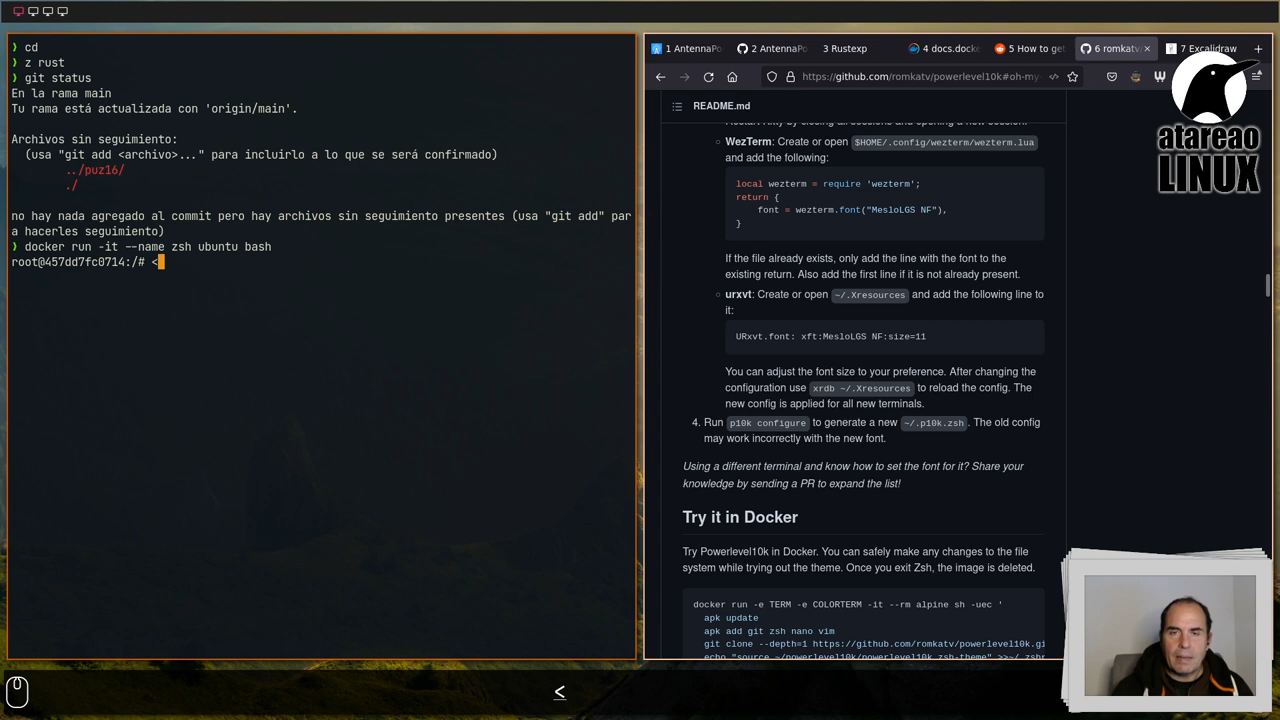 ❯ cd
❯ z rust
❯ git status
En la rama main
Tu rama está actualizada con 'origin/main'.
Archivos sin seguimiento:
(usa "git add <archivo>..." para incluirlo a lo que se será confirmado)
../puz16/
./
no hay nada agregado al commit pero hay archivos sin seguimiento presentes (usa "git add" par
a hacerles seguimiento)
❯ docker run -it --name zsh ubuntu bash
root@457dd7fc0714:/# <
1 AntennaPo
2 AntennaPo
3 Rustexp
4 docs.docke
5 How to get
6 romkatv/
7 Excalidraw
https://github.com/romkatv/powerlevel10k#oh-my-
README.md
WezTerm: Create or open $HOME/.config/wezterm/wezterm.lua
and add the following:
local wezterm = require 'wezterm';
return {
font = wezterm.font("MesloLGS NF"),
}
If the file already exists, only add the line with the font to the
existing return. Also add the first line if it is not already present.
urxvt: Create or open ~/.Xresources and add the following line to
it:
URxvt.font: xft:MesloLGS NF:size=11
You can adjust the font size to your preference. After changing the
configuration use xrdb ~/.Xresources to reload the config. The
new config is applied for all new terminals.
4. Run p10k configure to generate a new ~/.p10k.zsh. The old config
may work incorrectly with the new font.
Using a different terminal and know how to set the font for it? Share your
knowledge by sending a PR to expand the list!
Try it in Docker
Try Powerlevel10k in Docker. You can safely make any changes to the file
system while trying out the theme. Once you exit Zsh, the image is deleted.
docker run -e TERM -e COLORTERM -it --rm alpine sh -uec '
apk update
apk add git zsh nano vim
git clone --depth=1 https://github.com/romkatv/powerlevel10k.gi
atareao
LINUX
<